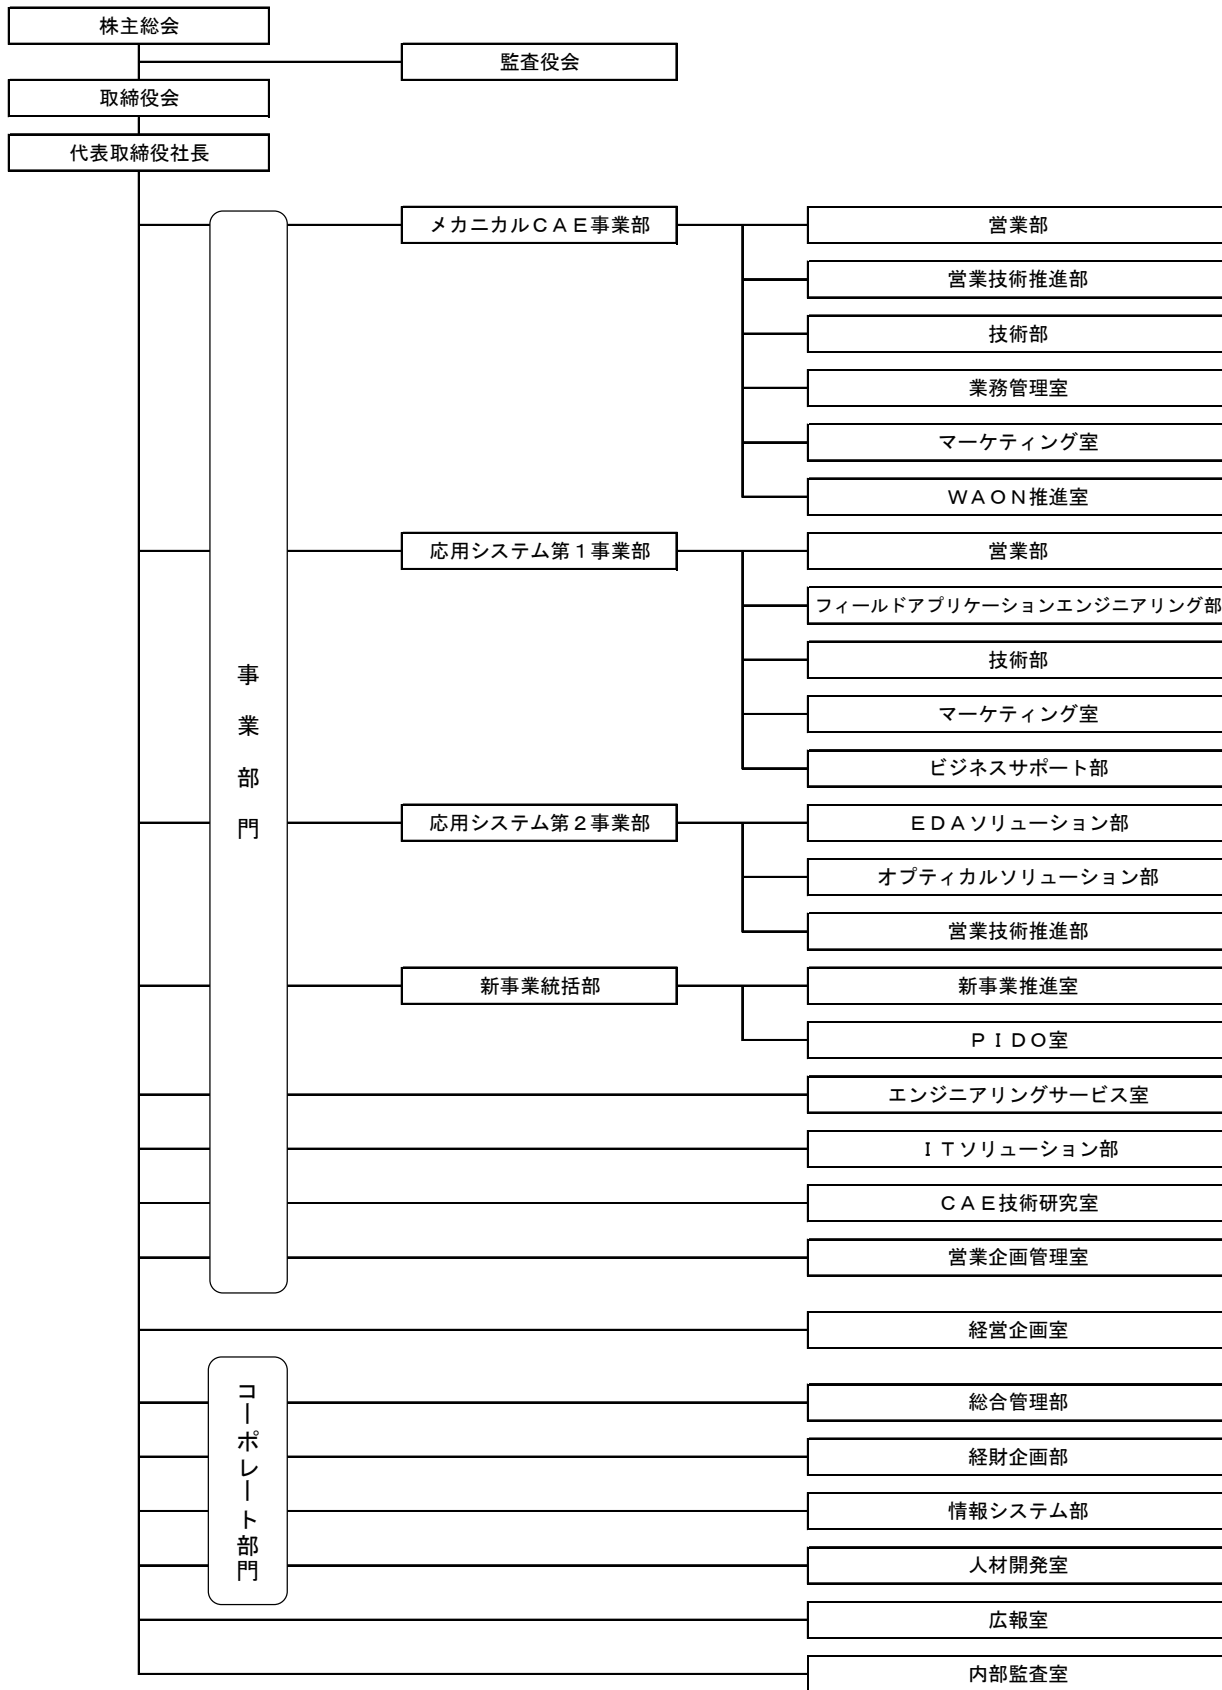 株主総会
監査役会
取締役会
代表取締役社長
事業部門
メカニカルＣＡＥ事業部
営業部
営業技術推進部
技術部
業務管理室
マーケティング室
ＷＡＯＮ推進室
応用システム第１事業部
営業部
フィールドアプリケーションエンジニアリング部
技術部
マーケティング室
ビジネスサポート部
応用システム第２事業部
ＥＤＡソリューション部
オプティカルソリューション部
営業技術推進部
新事業統括部
新事業推進室
ＰＩＤＯ室
エンジニアリングサービス室
ＩＴソリューション部
ＣＡＥ技術研究室
営業企画管理室
経営企画室
コーポレート部門
総合管理部
経財企画部
情報システム部
人材開発室
広報室
内部監査室